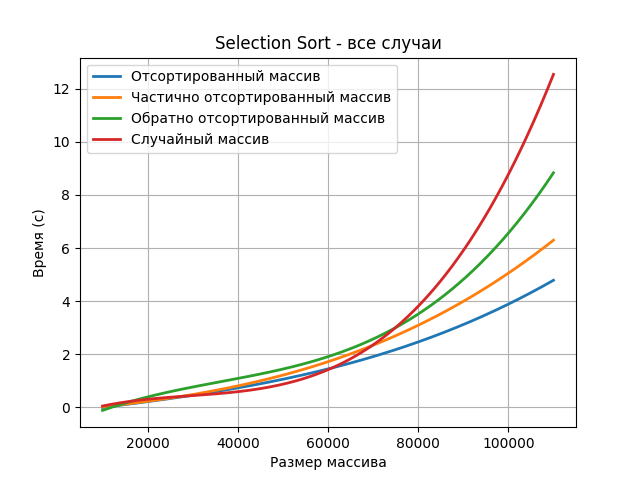 Selection Sort - все случаи
Отсортированный массив
Частично отсортированный массив
Обратно отсортированный массив
Случайный массив
Время (с)
12
10
8
6
4
2
0
20000
40000
60000
80000
100000
Размер массива